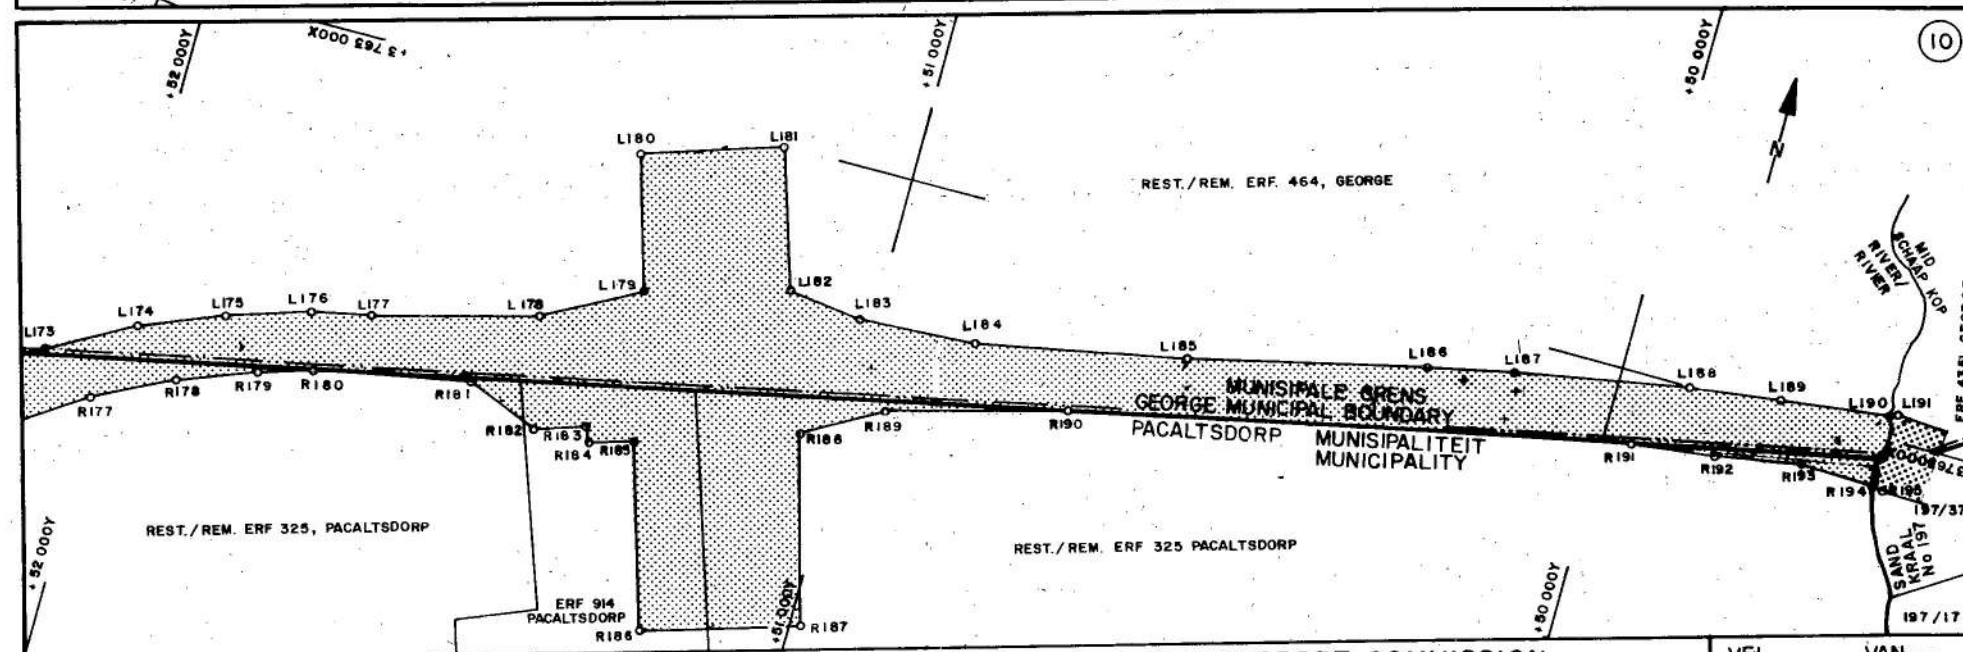 +52 000Y
+3 763 000X
+51 000Y
+50 000Y
10
N
L180
L181
REST./REM. ERF. 464, GEORGE
MID
SCHAAP KOP
RIVER/
RIVIER
L173
L174
L175
L176
L177
L178
L179
L182
L183
L184
L185
L186
L187
L188
L189
L190
L191
R177
R178
R179
R180
R181
R182
R183
R184
R185
R186
R189
R190
MUNISIPALE GRENS
GEORGE MUNICIPAL BOUNDARY
PACALTSDORP MUNISIPALITEIT
MUNICIPALITY
R191
R192
R193
R194
R195
197/37
REST./REM. ERF 325, PACALTSDORP
REST./REM. ERF 325 PACALTSDORP
+52 000Y
ERF 914
PACALTSDORP
R186
+51 000Y
R187
+50 000Y
SAND
KRAAL
No 197
197/17
VAN